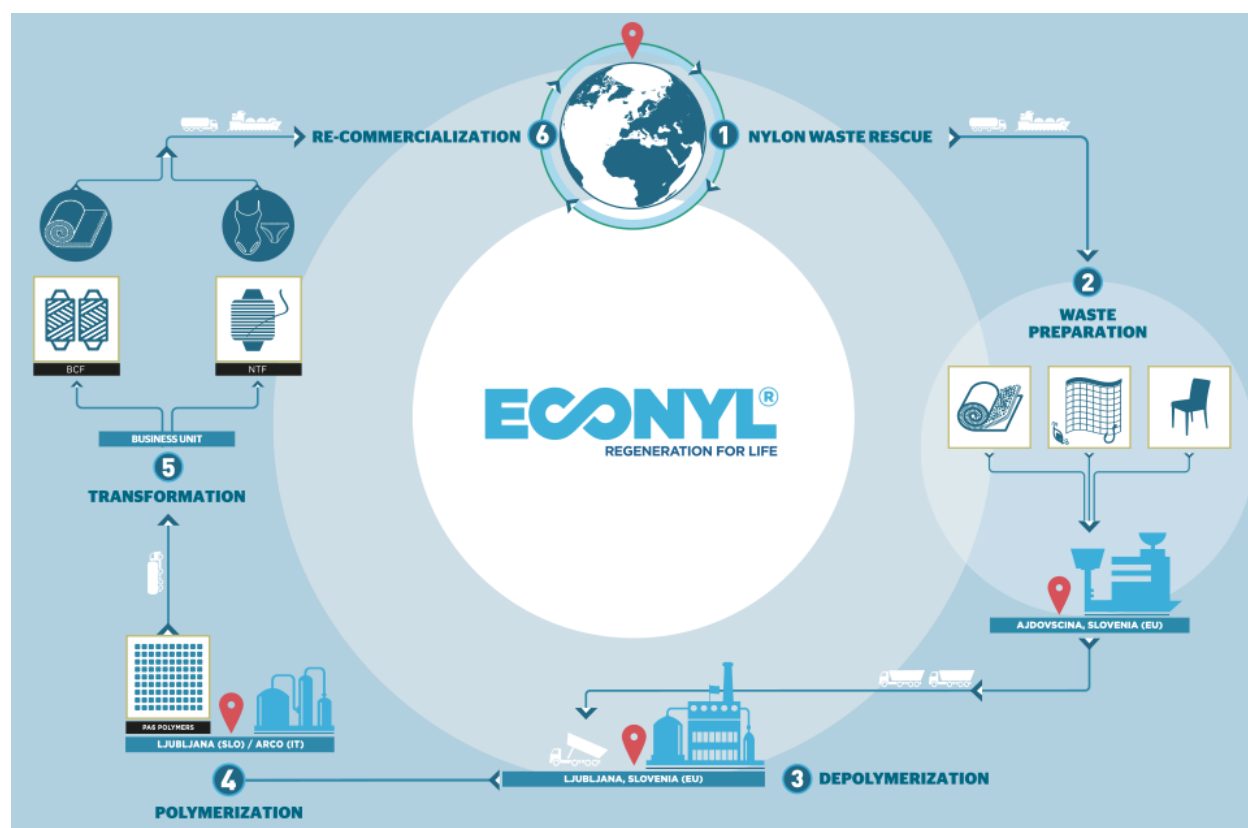 6
RE-COMMERCIALIZATION
1
NYLON WASTE RESCUE
2
WASTE
PREPARATION
AJDOVSCINA, SLOVENIA (EU)
3
DEPOLYMERIZATION
LJUBLJANA, SLOVENIA (EU)
4
POLYMERIZATION
LJUBLJANA (SLO) / ARCO (IT)
PA6 POLYMERS
5
TRANSFORMATION
BUSINESS UNIT
BCF
NTF
ECONYL®
REGENERATION FOR LIFE